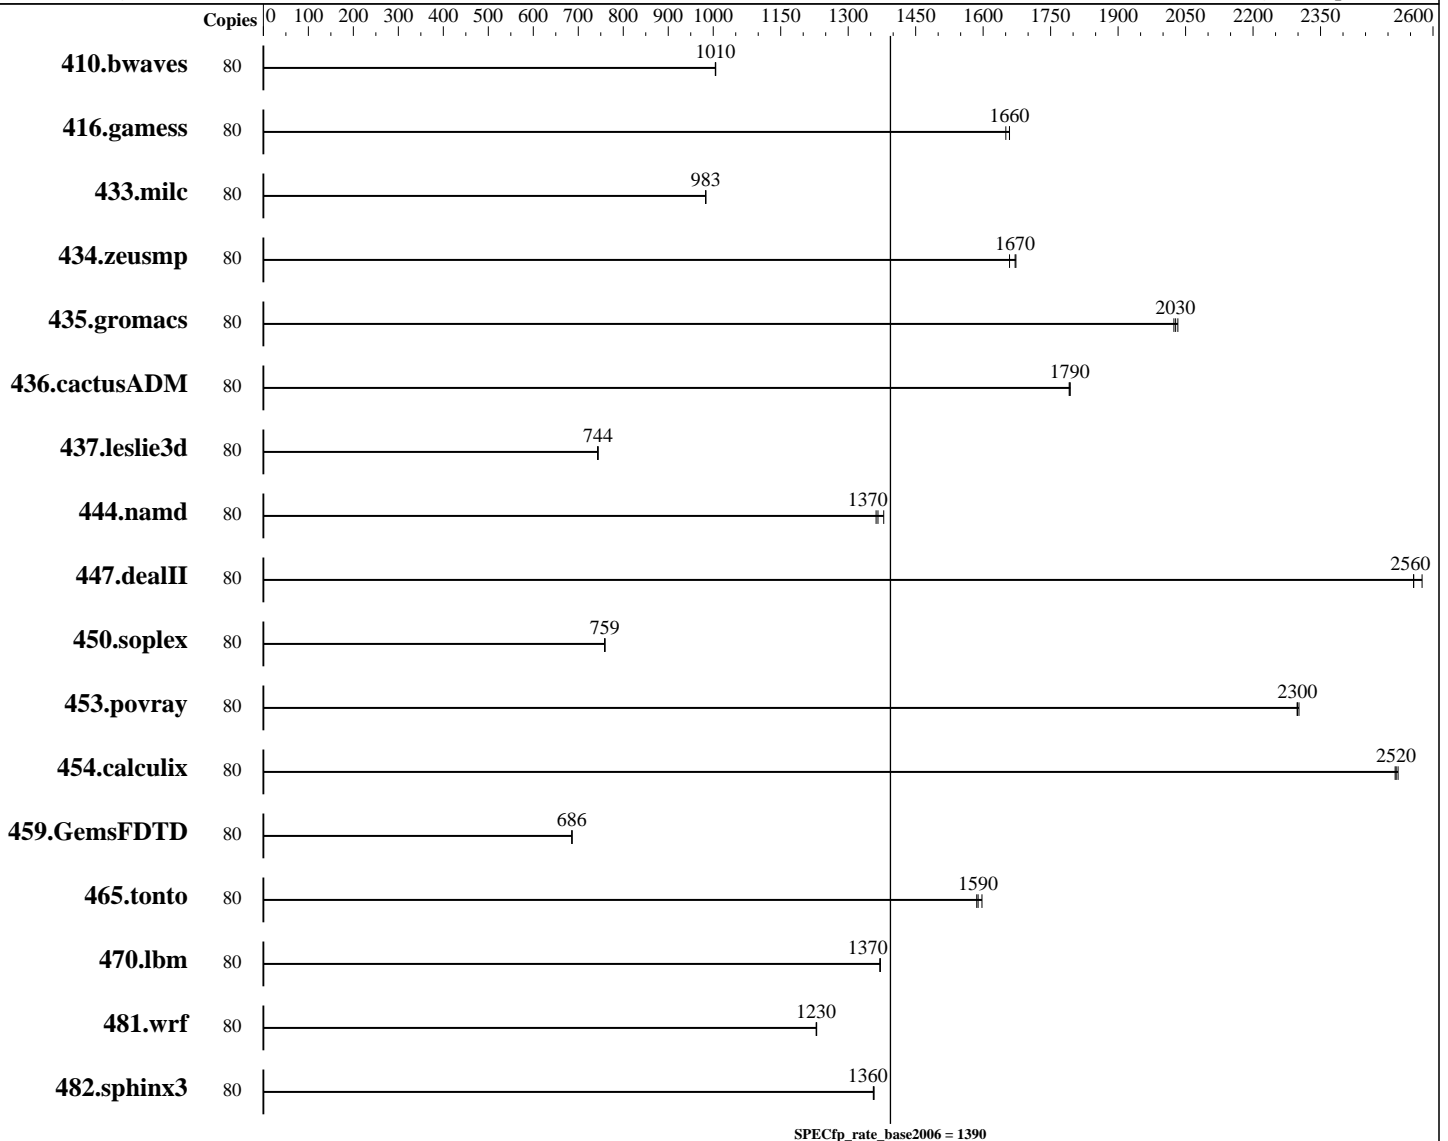 Copies 0 100 200 300 400 500 600 700 800 900 1000 1150 1300 1450 1600 1750 1900 2050 2200 2350 2600
410.bwaves 80 1010
416.gamess 80 1660
433.milc 80 983
434.zeusmp 80 1670
435.gromacs 80 2030
436.cactusADM 80 1790
437.leslie3d 80 744
444.namd 80 1370
447.dealII 80 2560
450.soplex 80 759
453.povray 80 2300
454.calculix 80 2520
459.GemsFDTD 80 686
465.tonto 80 1590
470.lbm 80 1370
481.wrf 80 1230
482.sphinx3 80 1360
SPECfp_rate_base2006 = 1390